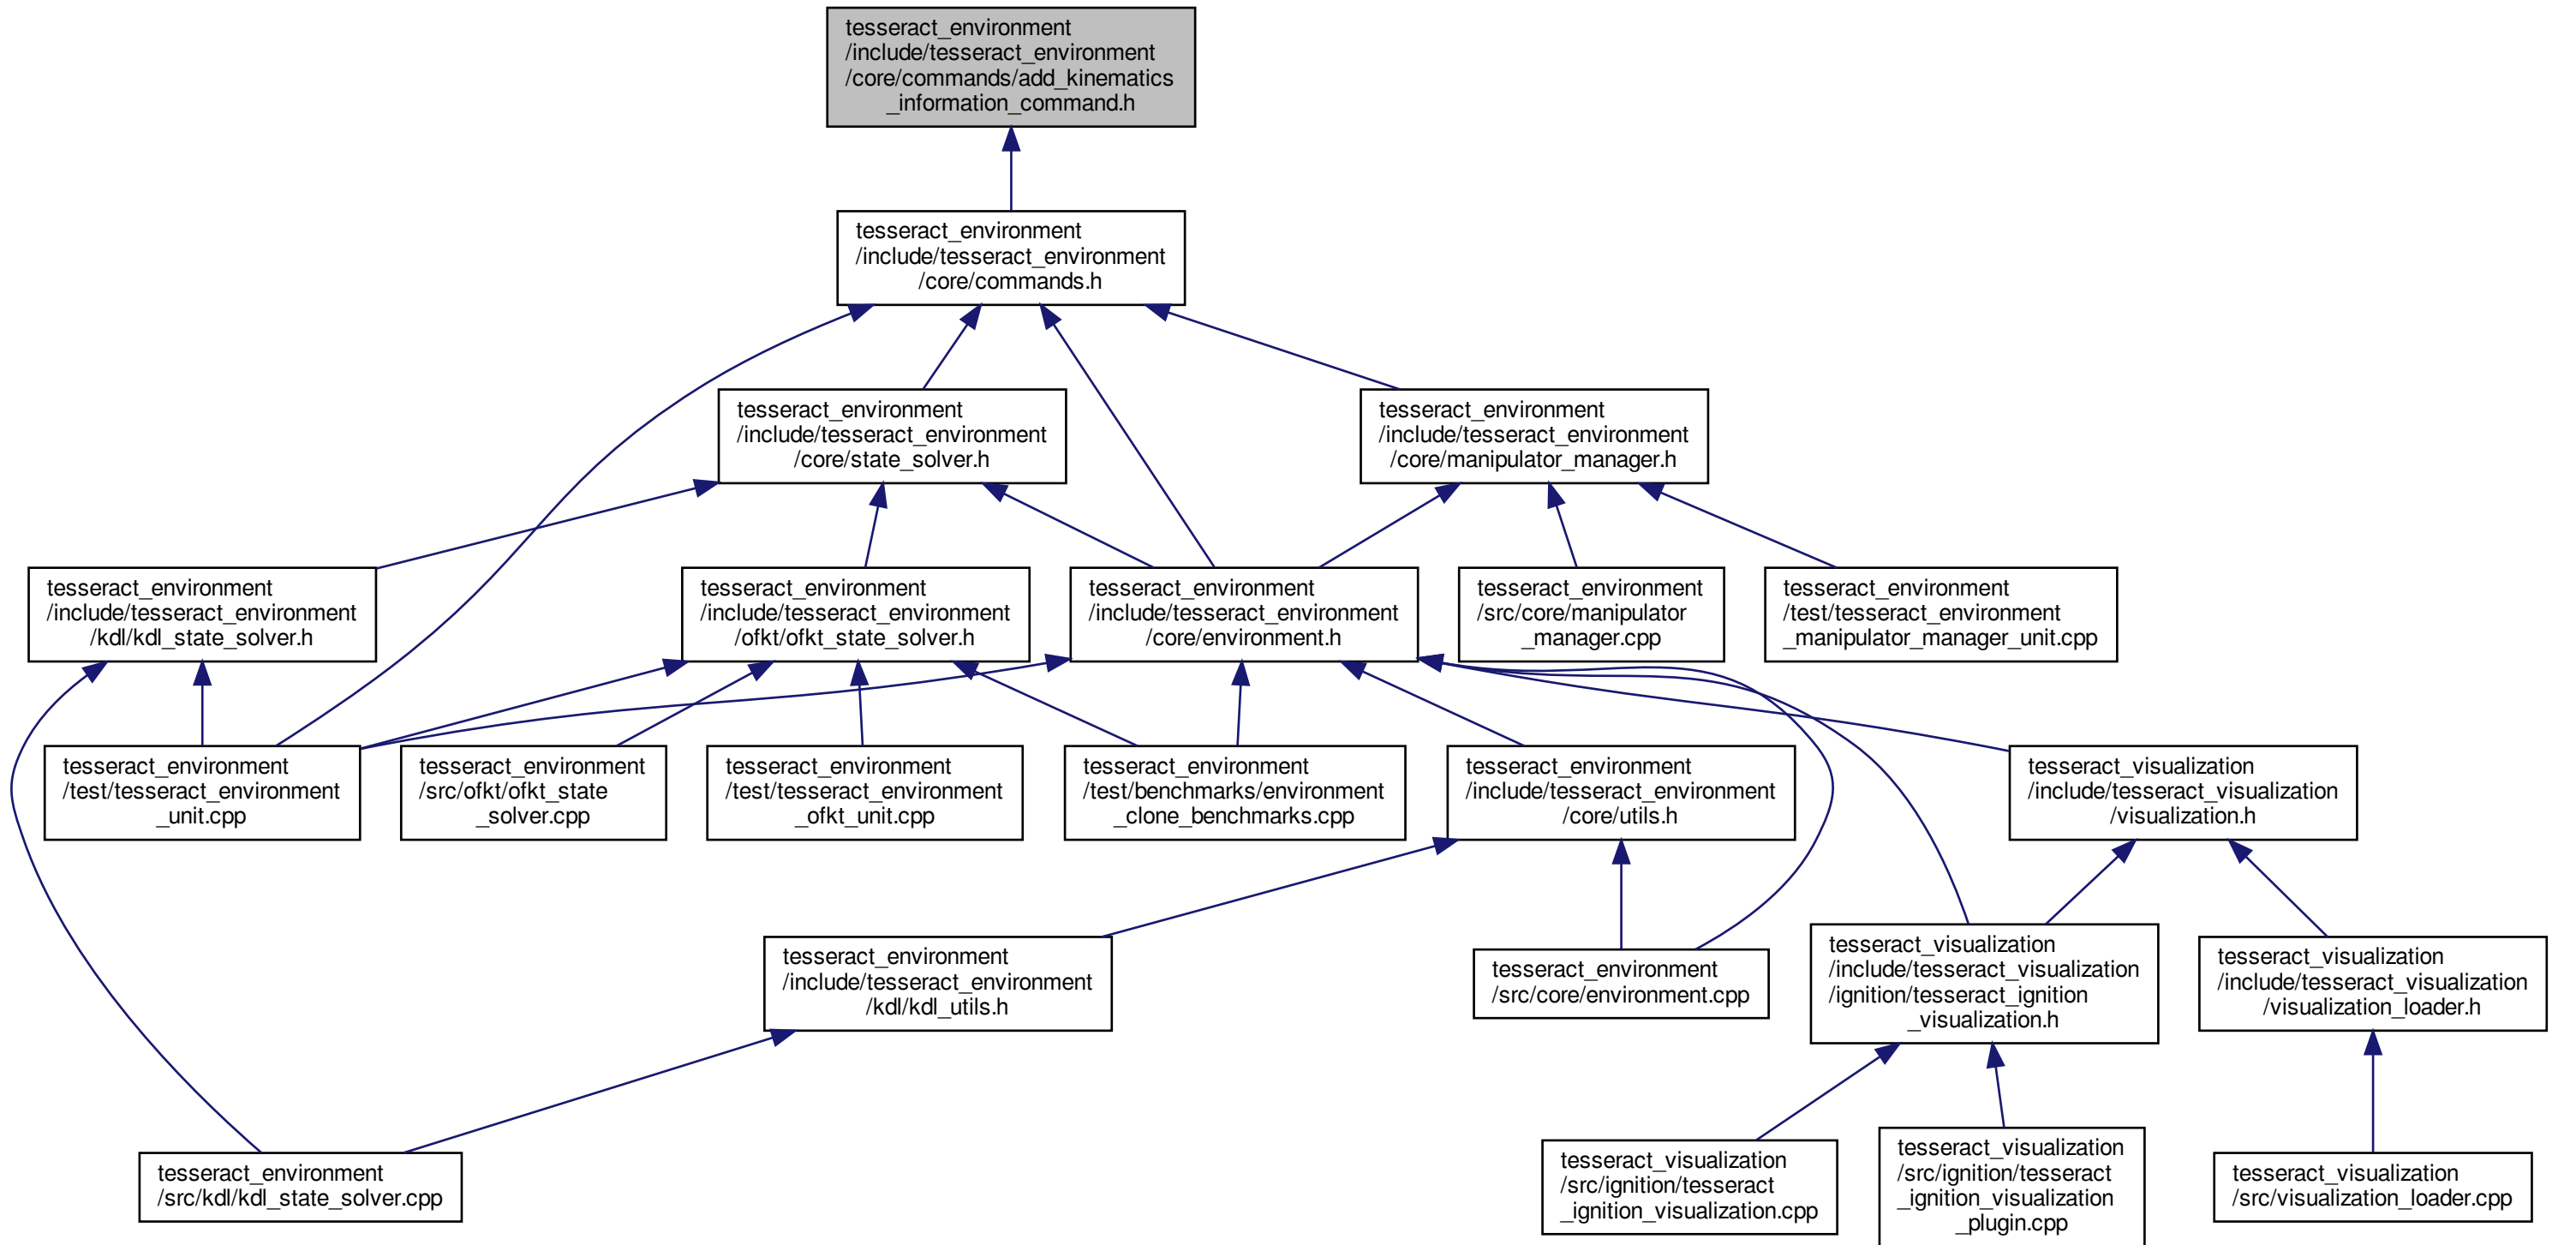 tesseract_environment
/include/tesseract_environment
/core/commands/add_kinematics
_information_command.h
tesseract_environment
/include/tesseract_environment
/core/commands.h
tesseract_environment
/include/tesseract_environment
/core/state_solver.h
tesseract_environment
/include/tesseract_environment
/core/manipulator_manager.h
tesseract_environment
/include/tesseract_environment
/kdl/kdl_state_solver.h
tesseract_environment
/include/tesseract_environment
/ofkt/ofkt_state_solver.h
tesseract_environment
/include/tesseract_environment
/core/environment.h
tesseract_environment
/src/core/manipulator
_manager.cpp
tesseract_environment
/test/tesseract_environment
_manipulator_manager_unit.cpp
tesseract_environment
/test/tesseract_environment
_unit.cpp
tesseract_environment
/src/ofkt/ofkt_state
_solver.cpp
tesseract_environment
/test/tesseract_environment
_ofkt_unit.cpp
tesseract_environment
/test/benchmarks/environment
_clone_benchmarks.cpp
tesseract_environment
/include/tesseract_environment
/core/utils.h
tesseract_visualization
/include/tesseract_visualization
/visualization.h
tesseract_environment
/include/tesseract_environment
/kdl/kdl_utils.h
tesseract_environment
/src/core/environment.cpp
tesseract_visualization
/include/tesseract_visualization
/ignition/tesseract_ignition
_visualization.h
tesseract_visualization
/include/tesseract_visualization
/visualization_loader.h
tesseract_environment
/src/kdl/kdl_state_solver.cpp
tesseract_visualization
/src/ignition/tesseract
_ignition_visualization.cpp
tesseract_visualization
/src/ignition/tesseract
_ignition_visualization
_plugin.cpp
tesseract_visualization
/src/visualization_loader.cpp